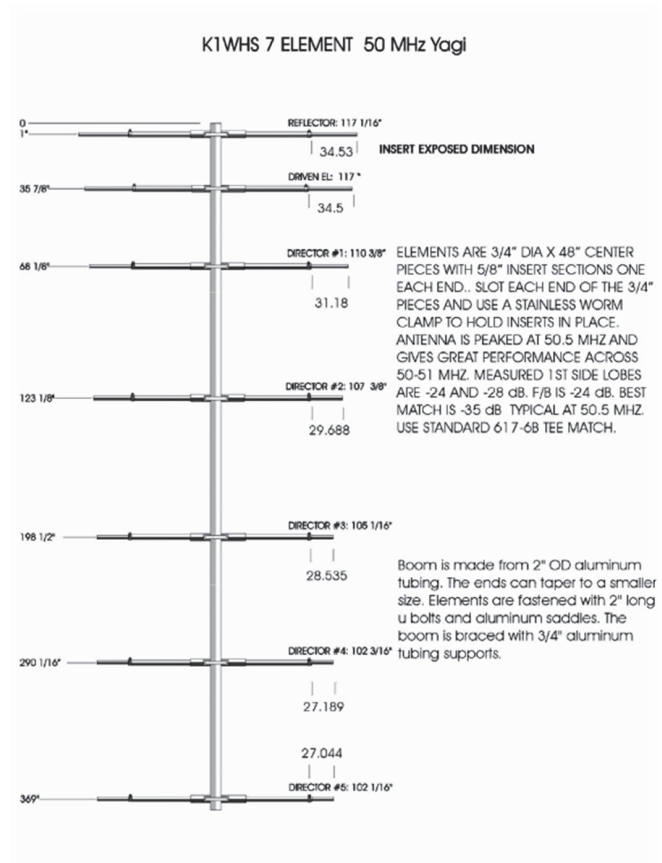 K1WHS 7 ELEMENT 50 MHz Yagi
0
REFLECTOR: 117 1/16"
1"
34.53
INSERT EXPOSED DIMENSION
DRIVEN EL: 117 "
35 7/8"
34.5
DIRECTOR #1: 110 3/8"
68 1/8"
31.18
ELEMENTS ARE 3/4" DIA X 48" CENTER
PIECES WITH 5/8" INSERT SECTIONS ONE
EACH END.. SLOT EACH END OF THE 3/4"
PIECES AND USE A STAINLESS WORM
CLAMP TO HOLD INSERTS IN PLACE.
ANTENNA IS PEAKED AT 50.5 MHZ AND
GIVES GREAT PERFORMANCE ACROSS
50-51 MHZ. MEASURED 1ST SIDE LOBES
ARE -24 AND -28 dB. F/B IS -24 dB. BEST
MATCH IS -35 dB TYPICAL AT 50.5 MHZ.
USE STANDARD 617-6B TEE MATCH.
DIRECTOR #2: 107 3/8"
123 1/8"
29.688
DIRECTOR #3: 105 1/16"
198 1/2"
28.535
Boom is made from 2" OD aluminum
tubing. The ends can taper to a smaller
size. Elements are fastened with 2" long
u bolts and aluminum saddles. The
boom is braced with 3/4" aluminum
tubing supports.
DIRECTOR #4: 102 3/16"
290 1/16"
27.189
27.044
DIRECTOR #5: 102 1/16"
369"